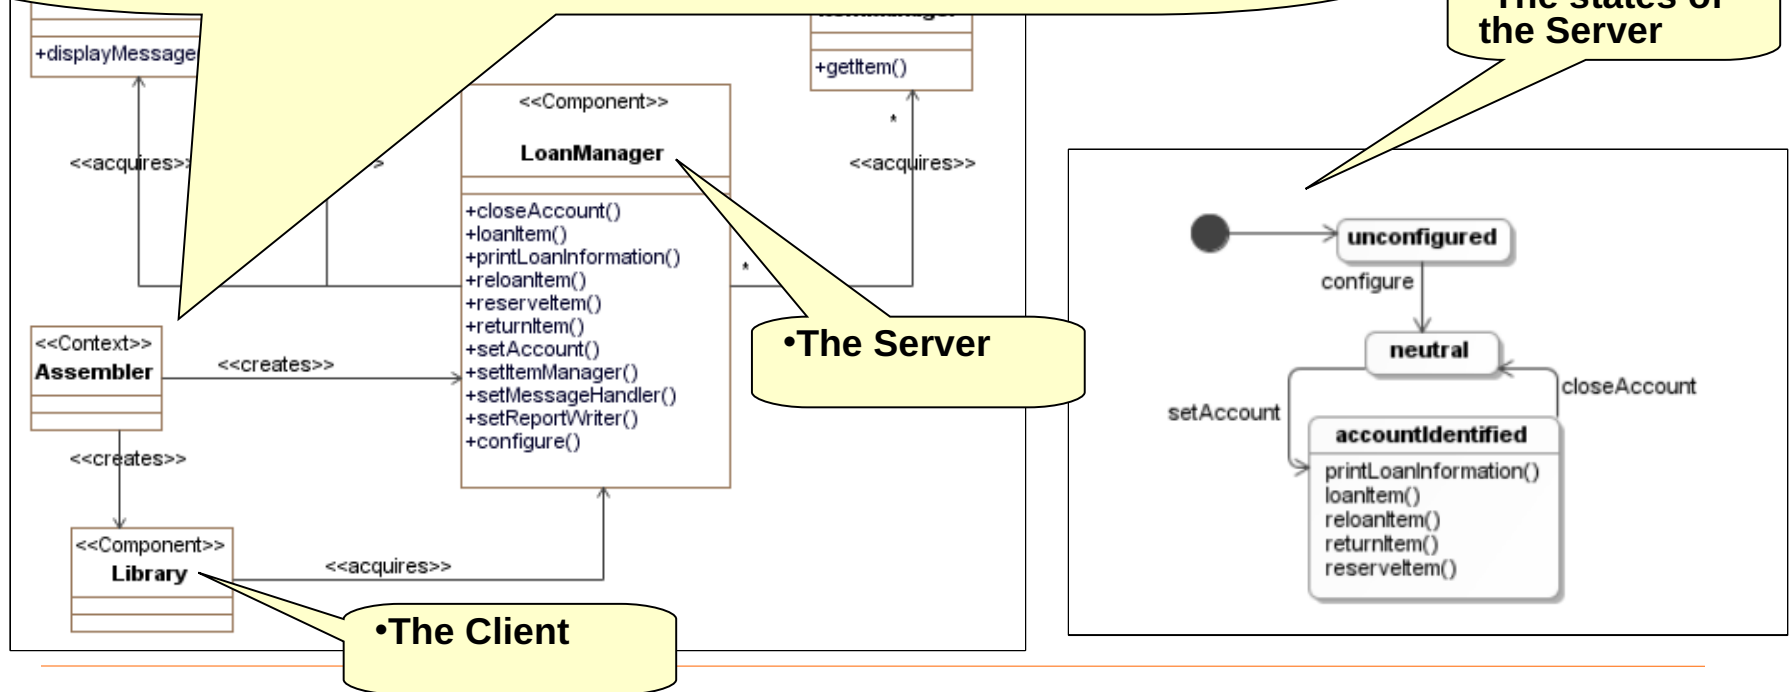 +displayMessage
+getItem()
•The states of
the Server
<<Component>>
LoanManager
<<acquires>>
*
<<acquires>>
+closeAccount()
+loanItem()
+printLoanInformation()
+reloanItem()
+reserveItem()
+returnItem()
+setAccount()
+setItemManager()
+setMessageHandler()
+setReportWriter()
+configure()
*
<<Context>>
Assembler
<<creates>>
•The Server
<<creates>>
<<Component>>
Library
<<acquires>>
•The Client
unconfigured
configure
neutral
setAccount
closeAccount
accountIdentified
printLoanInformation()
loanItem()
reloanItem()
returnItem()
reserveItem()